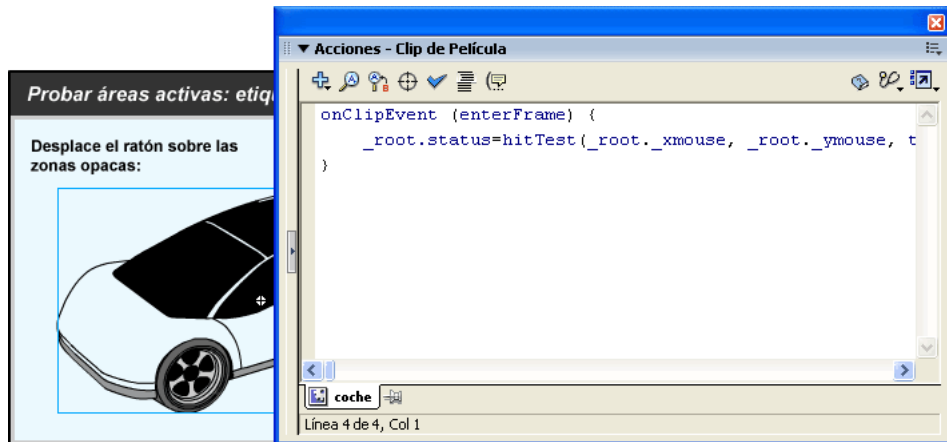 Acciones - Clip de Película
Probar áreas activas: etiqu
Desplace el ratón sobre las
zonas opacas:
onClipEvent (enterFrame) {
_root.status=hitTest(_root._xmouse, _root._ymouse, t
}
coche
Línea 4 de 4, Col 1